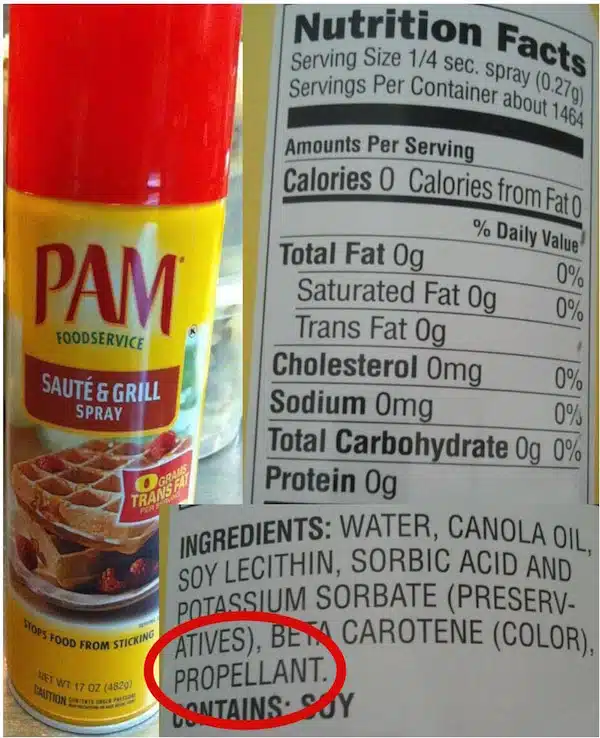 PAM
FOODSERVICE
SAUTÉ & GRILL
SPRAY
0 GRAMS
TRANS FAT
PER
STOPS FOOD FROM STICKING
NET WT 17 OZ (482g)
CAUTION
Nutrition Facts
Serving Size 1/4 sec. spray (0.27g)
Servings Per Container about 1464
Amounts Per Serving
Calories 0 Calories from Fat 0
% Daily Value
Total Fat 0g 0%
Saturated Fat 0g 0%
Trans Fat 0g
Cholesterol 0mg 0%
Sodium 0mg 0%
Total Carbohydrate 0g 0%
Protein 0g
INGREDIENTS: WATER, CANOLA OIL,
SOY LECITHIN, SORBIC ACID AND
POTASSIUM SORBATE (PRESERV-
ATIVES), BETA CAROTENE (COLOR),
PROPELLANT.
CONTAINS: SOY